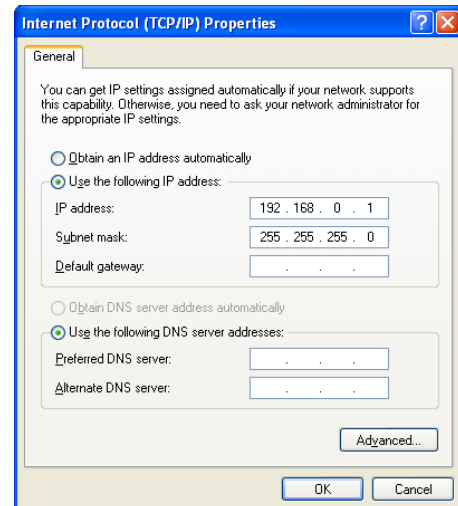 Internet Protocol (TCP/IP) Properties
General
You can get IP settings assigned automatically if your network supports
this capability. Otherwise, you need to ask your network administrator for
the appropriate IP settings.
Obtain an IP address automatically
Use the following IP address:
IP address: 192 . 168 . 0 . 1
Subnet mask: 255 . 255 . 255 . 0
Default gateway: . . .
Obtain DNS server address automatically
Use the following DNS server addresses:
Preferred DNS server: . . .
Alternate DNS server: . . .
Advanced...
OK Cancel